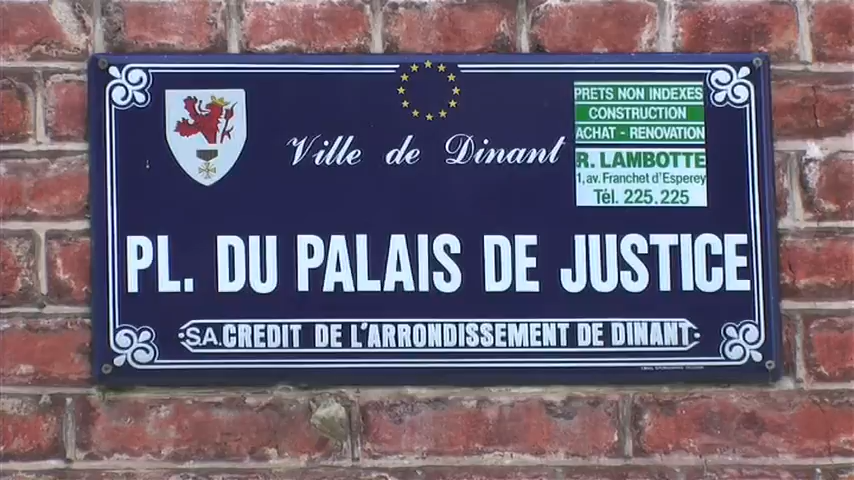 Ville de Dinant
PRETS NON INDEXES
CONSTRUCTION
ACHAT - RENOVATION
R. LAMBOTTE
1, av. Franchet d'Esperey
Tél. 225.225
PL. DU PALAIS DE JUSTICE
S.A. CREDIT DE L'ARRONDISSEMENT DE DINANT